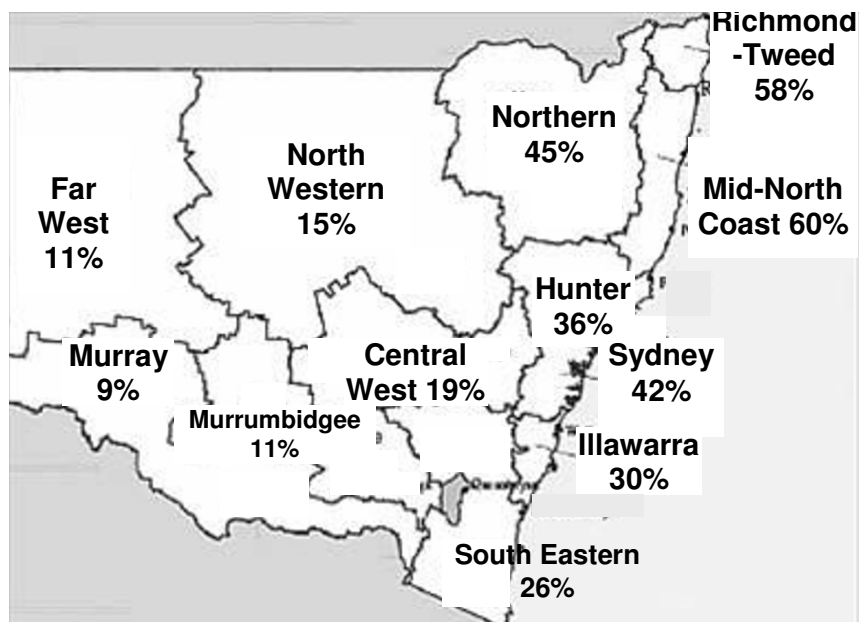 Richmond
-Tweed
58%
Northern
45%
North
Western
15%
Far
West
11%
Mid-North
Coast 60%
Hunter
36%
Murray
9%
Central
West 19%
Sydney
42%
Murrumbidgee
11%
Illawarra
30%
South Eastern
26%